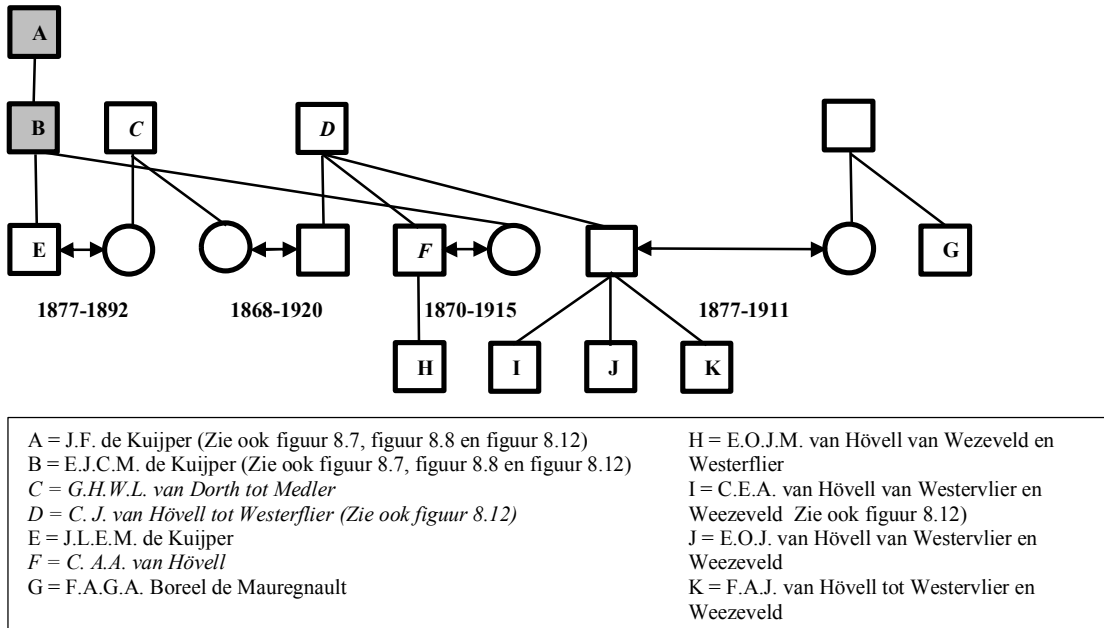 A
B C D
E F G
1877-1892 1868-1920 1870-1915 1877-1911
H I J K
A = J.F. de Kuijper (Zie ook figuur 8.7, figuur 8.8 en figuur 8.12)
B = E.J.C.M. de Kuijper (Zie ook figuur 8.7, figuur 8.8 en figuur 8.12)
C = G.H.W.L. van Dorth tot Medler
D = C. J. van Hövell tot Westerflier (Zie ook figuur 8.12)
E = J.L.E.M. de Kuijper
F = C. A.A. van Hövell
G = F.A.G.A. Boreel de Mauregnault
H = E.O.J.M. van Hövell van Wezeveld en
Westerflier
I = C.E.A. van Hövell van Westervlier en
Weezeveld Zie ook figuur 8.12)
J = E.O.J. van Hövell van Westervlier en
Weezeveld
K = F.A.J. van Hövell tot Westervlier en
Weezeveld